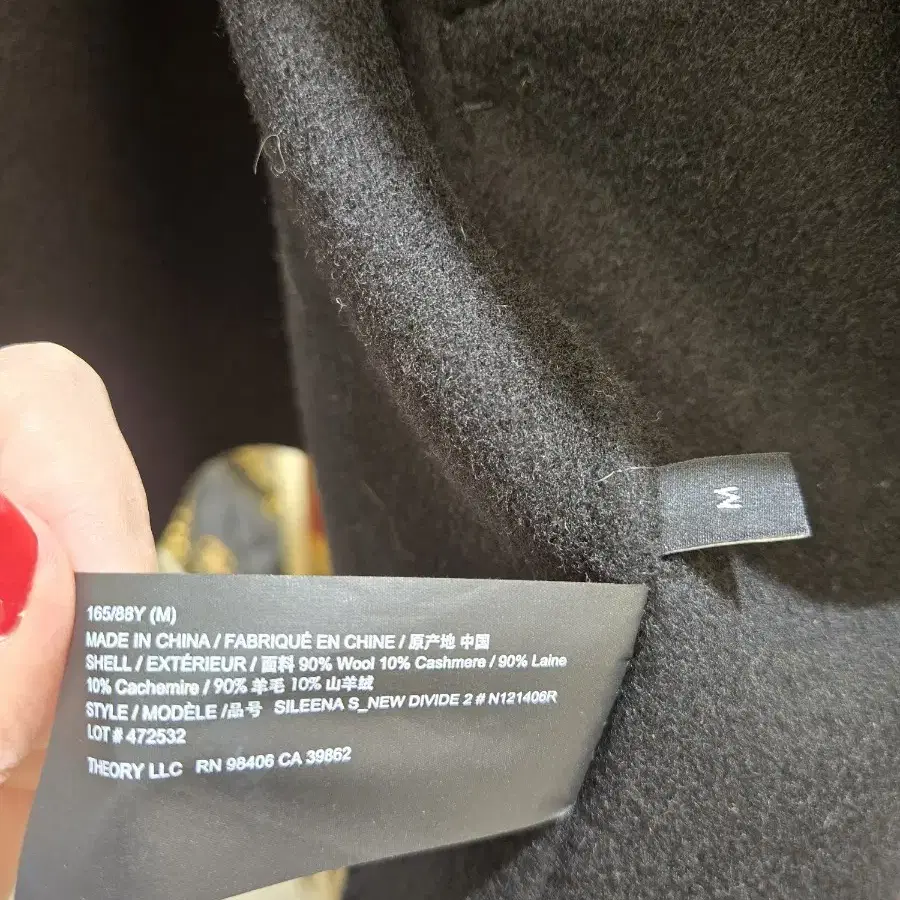 M
165/88Y (M)
MADE IN CHINA / FABRIQUÉ EN CHINE / 原产地 中国
SHELL / EXTÉRIEUR / 面料 90% Wool 10% Cashmere / 90% Laine
10% Cachemire / 90% 羊毛 10% 山羊绒
STYLE / MODÈLE /品号 SILEENA S_NEW DIVIDE 2 # N121406R
LOT # 472532
THEORY LLC RN 98406 CA 39862